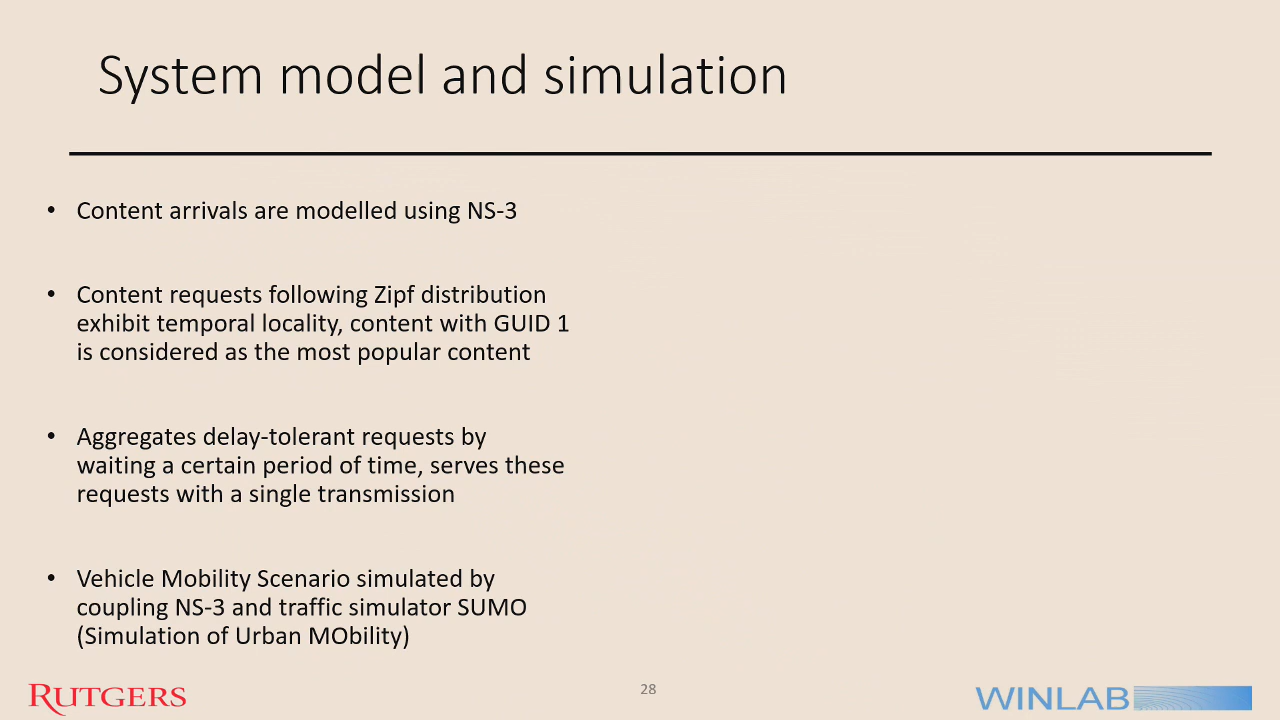 System model and simulation
• Content arrivals are modelled using NS-3
• Content requests following Zipf distribution
exhibit temporal locality, content with GUID 1
is considered as the most popular content
• Aggregates delay-tolerant requests by
waiting a certain period of time, serves these
requests with a single transmission
• Vehicle Mobility Scenario simulated by
coupling NS-3 and traffic simulator SUMO
(Simulation of Urban MObility)
RUTGERS
28
WINLAB